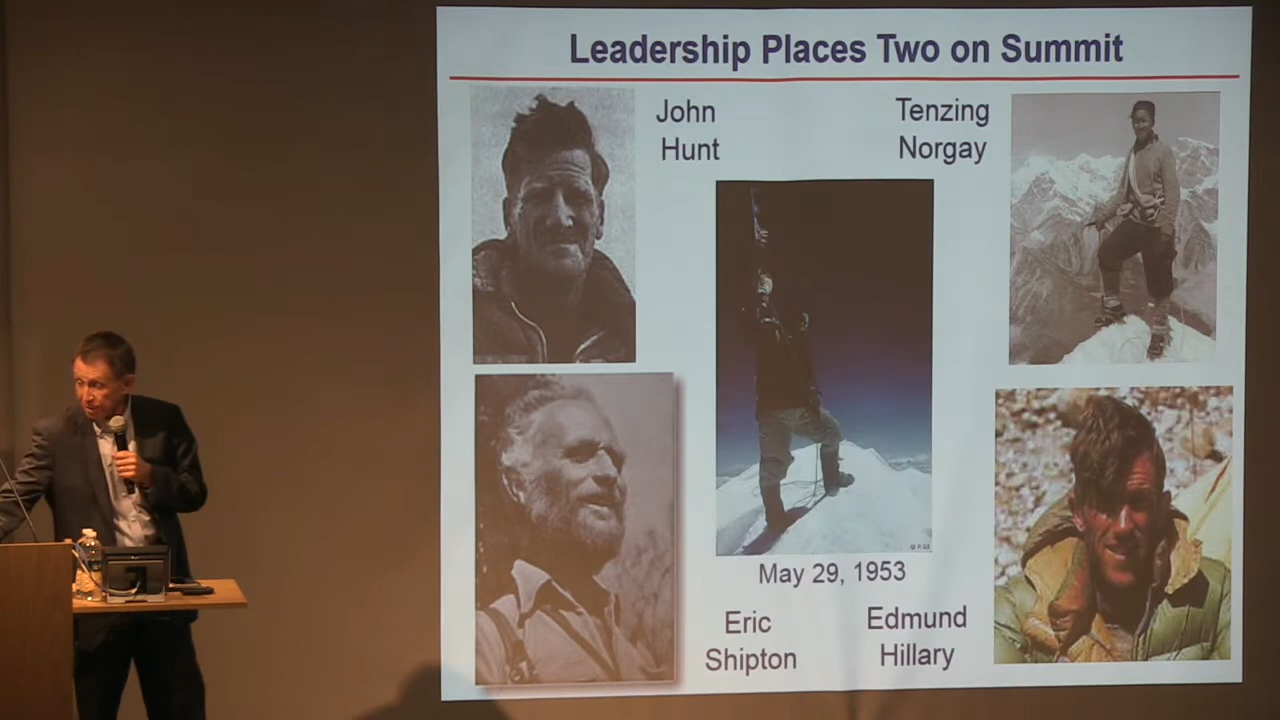 Leadership Places Two on Summit
John
Hunt
Tenzing
Norgay
May 29, 1953
Eric
Shipton
Edmund
Hillary